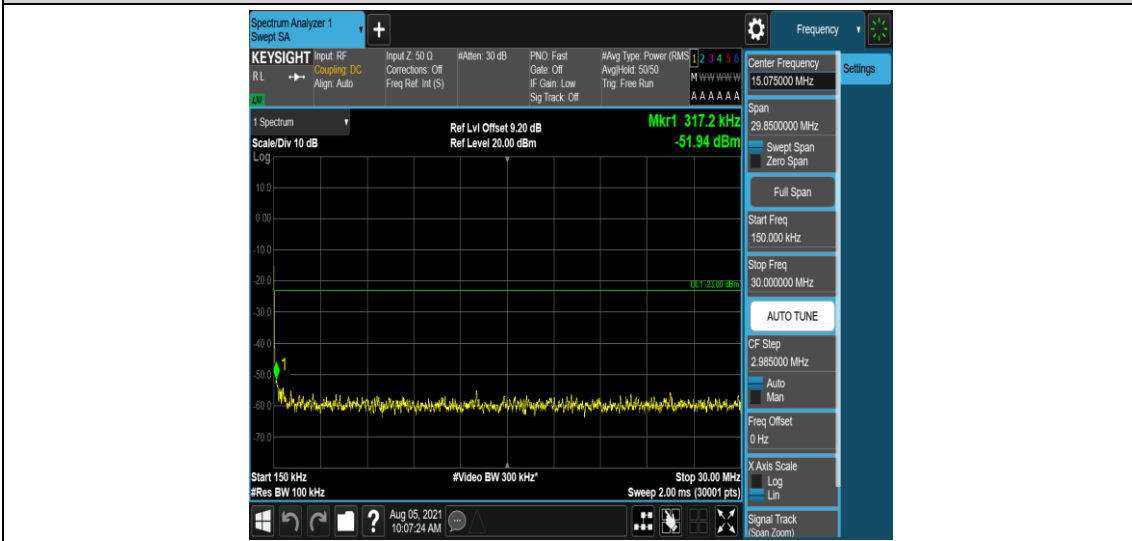 Spectrum Analyzer 1
Swept SA
+
Frequency
KEYSIGHT
RL
LXI
Input: RF
Coupling: DC
Align: Auto
Input Z: 50 Ω
Corrections: Off
Freq Ref: Int (S)
#Atten: 30 dB
PNO: Fast
Gate: Off
IF Gain: Low
Sig Track: Off
#Avg Type: Power (RMS
Avg|Hold: 50/50
Trig: Free Run
1 2 3 4 5 6
M W W W W W
A A A A A A
Center Frequency
15.075000 MHz
Settings
Span
29.8500000 MHz
Swept Span
Zero Span
Full Span
Start Freq
150.000 kHz
Stop Freq
30.000000 MHz
AUTO TUNE
CF Step
2.985000 MHz
Auto
Man
Freq Offset
0 Hz
X Axis Scale
Log
Lin
Signal Track
(Span Zoom)
1 Spectrum
Scale/Div 10 dB
Log
Ref Lvl Offset 9.20 dB
Ref Level 20.00 dBm
Mkr1 317.2 kHz
-51.94 dBm
10.0
0.00
-10.0
-20.0
DL1 -23.00 dBm
-30.0
-40.0
1
-50.0
-60.0
-70.0
Start 150 kHz
#Video BW 300 kHz*
Stop 30.00 MHz
#Res BW 100 kHz
Sweep 2.00 ms (30001 pts)
?
Aug 05, 2021
10:07:24 AM